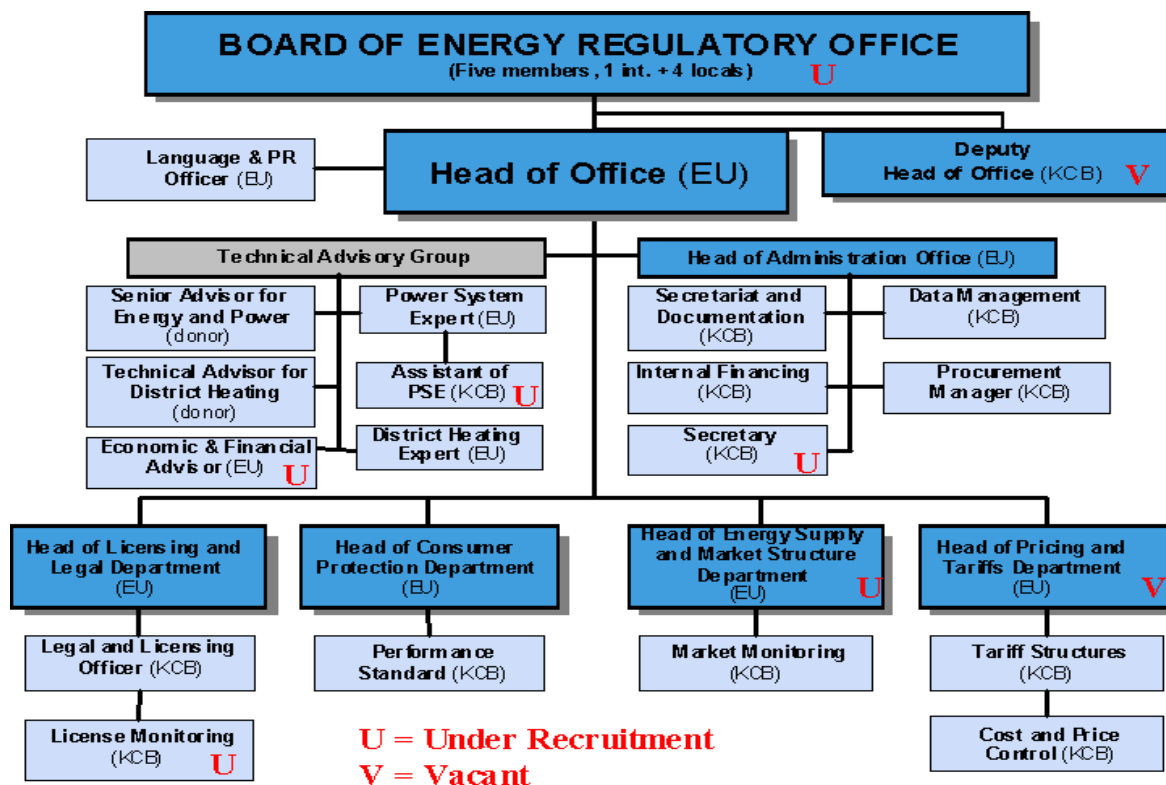 BOARD OF ENERGY REGULATORY OFFICE
(Five members, 1 int. + 4 locals)
U
Language & PR
Officer (EU)
Head of Office (EU)
Deputy
Head of Office (KCB)
V
Technical Advisory Group
Head of Administration Office (EU)
Senior Advisor for
Energy and Power
(donor)
Power System
Expert (EU)
Secretariat and
Documentation
(KCB)
Data Management
(KCB)
Technical Advisor for
District Heating
(donor)
Assistant of
PSE (KCB)
U
Internal Financing
(KCB)
Procurement
Manager (KCB)
Economic & Financial
Advisor (EU)
U
District Heating
Expert (EU)
Secretary
(KCB)
U
Head of Licensing and
Legal Department
(EU)
Head of Consumer
Protection Department
(EU)
Head of Energy Supply
and Market Structure
Department
(EU)
U
Head of Pricing and
Tariffs Department
(EU)
V
Legal and Licensing
Officer (KCB)
Performance
Standard (KCB)
Market Monitoring
(KCB)
Tariff Structures
(KCB)
License Monitoring
(KCB)
U
Cost and Price
Control (KCB)
U = Under Recruitment
V = Vacant